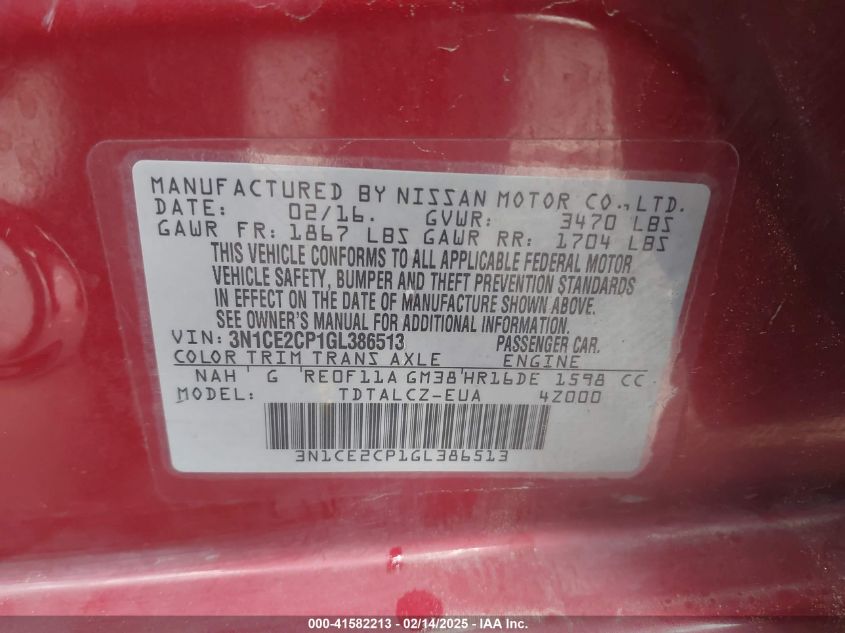 MANUFACTURED BY NISSAN MOTOR CO., LTD.
DATE: 02/16. GVWR: 3470 LBS
GAWR FR: 1867 LBS GAWR RR: 1704 LBS
THIS VEHICLE CONFORMS TO ALL APPLICABLE FEDERAL MOTOR
VEHICLE SAFETY, BUMPER AND THEFT PREVENTION STANDARDS
IN EFFECT ON THE DATE OF MANUFACTURE SHOWN ABOVE.
SEE OWNER'S MANUAL FOR ADDITIONAL INFORMATION.
VIN: 3N1CE2CP1GL386513 PASSENGER CAR.
COLOR TRIM TRANS AXLE ENGINE
NAH G RE0F11A GM38 HR16DE 1598 CC
MODEL: TDTALCZ-EUA 4Z000
3N1CE2CP1GL386513
000-41582213 - 02/14/2025 - IAA Inc.